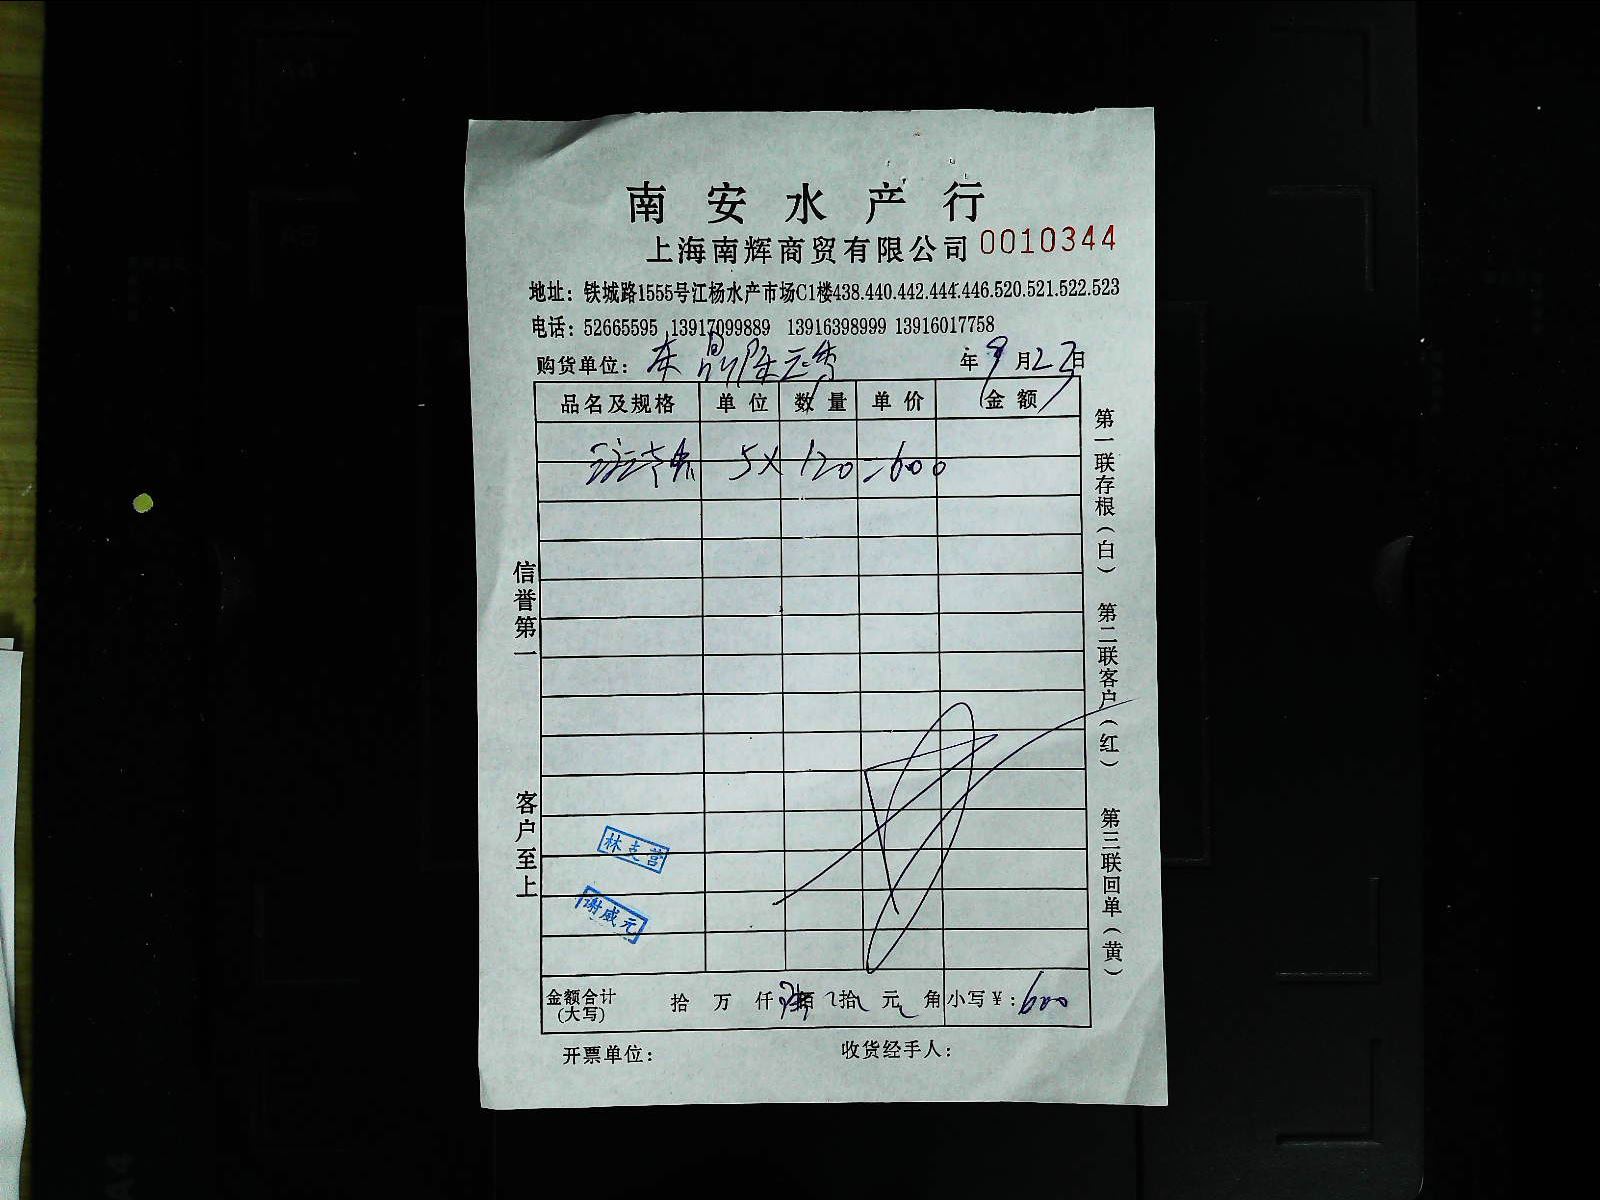 南安水产行
上海南辉商贸有限公司 0010344
地址：铁城路1555号江杨水产市场C1楼438.440.442.444.446.520.521.522.523
电话：52665595 13917099889 13916398999 13916017758
购货单位： 年 9 月 27 日
品名及规格 单位 数量 单价 金额
5 X 120 = 600
信誉第一
客户至上
林克营
谢威元
金额合计（大写） 拾 万 仟 陆 佰 拾 元 角 小写￥：600
开票单位： 收货经手人：
第一联存根（白） 第二联客户（红） 第三联回单（黄）